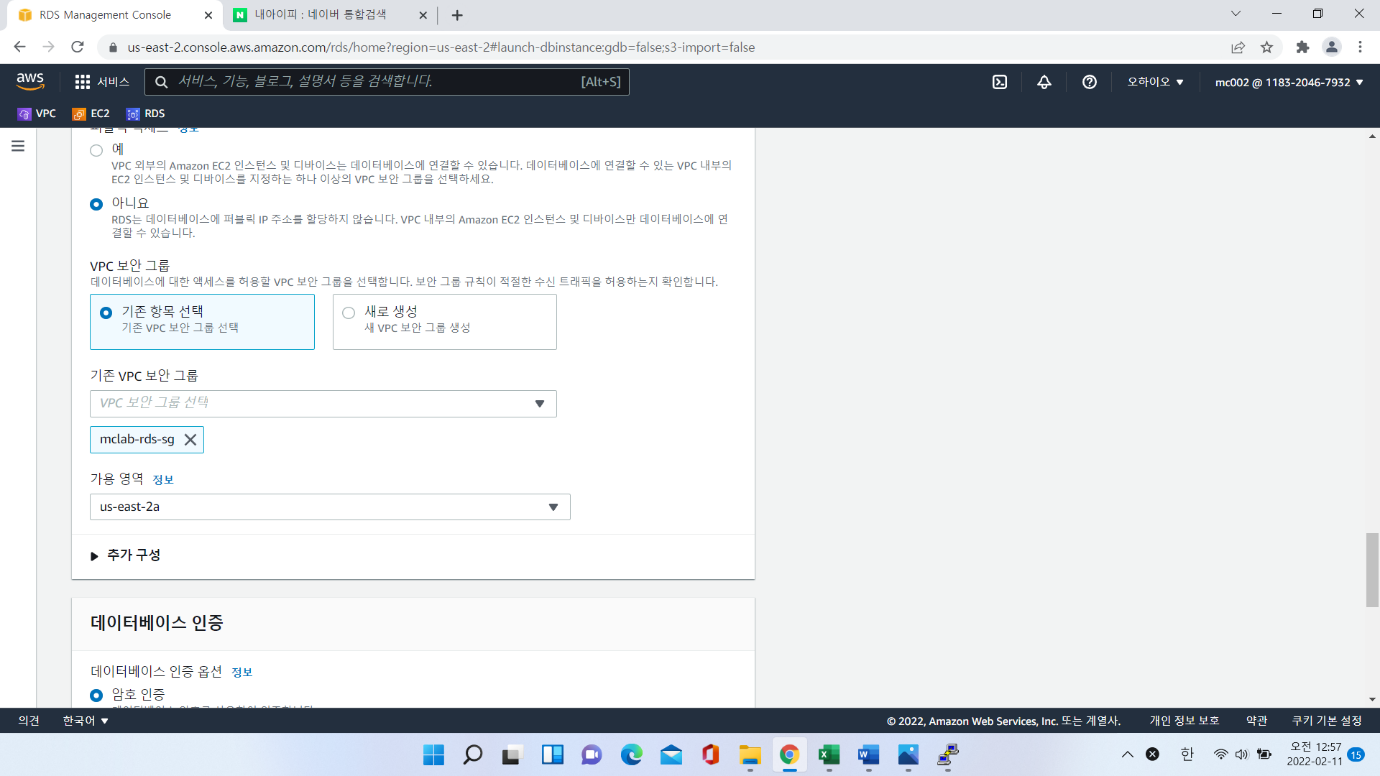 RDS Management Console
내아이피 : 네이버 통합검색
us-east-2.console.aws.amazon.com/rds/home?region=us-east-2#launch-dbinstance:gdb=false;s3-import=false
aws
서비스
서비스, 기능, 블로그, 설명서 등을 검색합니다.
[Alt+S]
오하이오
mc002 @ 1183-2046-7932
VPC
EC2
RDS
정보
예
VPC 외부의 Amazon EC2 인스턴스 및 디바이스는 데이터베이스에 연결할 수 있습니다. 데이터베이스에 연결할 수 있는 VPC 내부의
EC2 인스턴스 및 디바이스를 지정하는 하나 이상의 VPC 보안 그룹을 선택하세요.
아니요
RDS는 데이터베이스에 퍼블릭 IP 주소를 할당하지 않습니다. VPC 내부의 Amazon EC2 인스턴스 및 디바이스만 데이터베이스에 연
결할 수 있습니다.
VPC 보안 그룹
데이터베이스에 대한 액세스를 허용할 VPC 보안 그룹을 선택합니다. 보안 그룹 규칙이 적절한 수신 트래픽을 허용하는지 확인합니다.
기존 항목 선택
기존 VPC 보안 그룹 선택
새로 생성
새 VPC 보안 그룹 생성
기존 VPC 보안 그룹
VPC 보안 그룹 선택
mclab-rds-sg
가용 영역 정보
us-east-2a
추가 구성
데이터베이스 인증
데이터베이스 인증 옵션 정보
암호 인증
의견
한국어
© 2022, Amazon Web Services, Inc. 또는 계열사.
개인 정보 보호
약관
쿠키 기본 설정
한
오전 12:57
2022-02-11
15